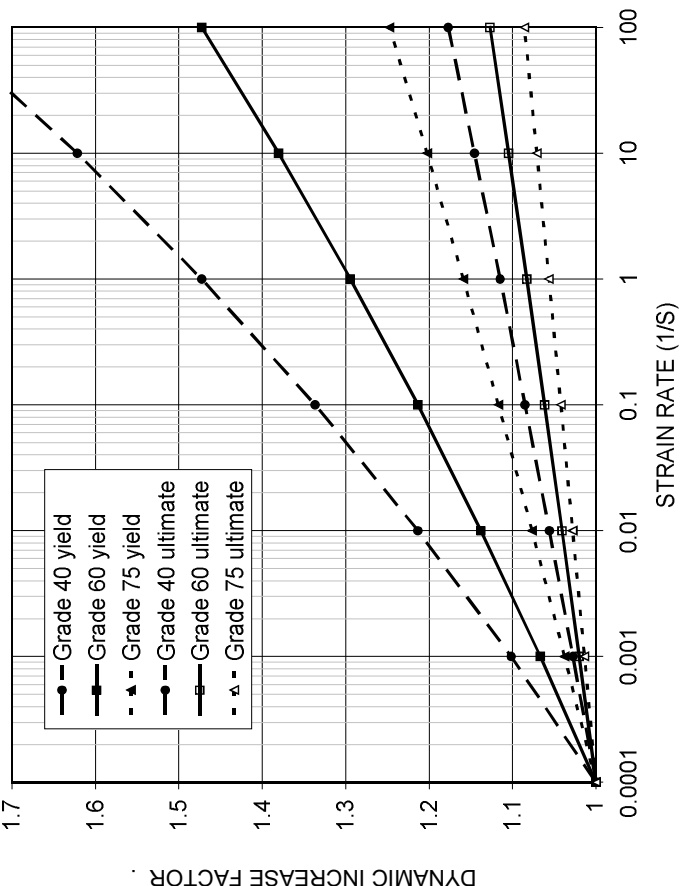 DYNAMIC INCREASE FACTOR .
1.7
1.6
1.5
1.4
1.3
1.2
1.1
1
Grade 40 yield
Grade 60 yield
Grade 75 yield
Grade 40 ultimate
Grade 60 ultimate
Grade 75 ultimate
0.0001
0.001
0.01
0.1
1
10
100
STRAIN RATE (1/S)